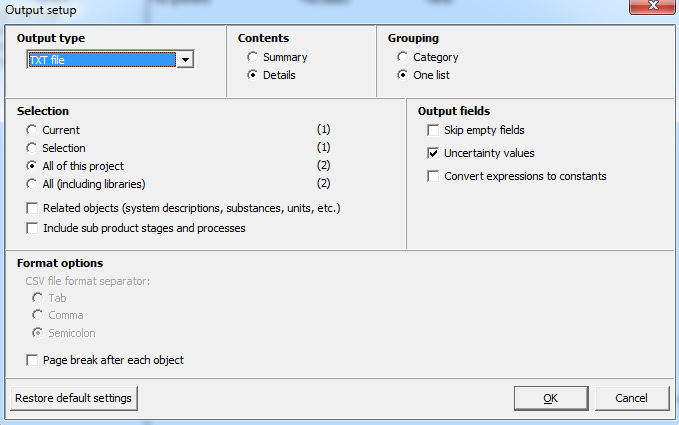 Output setup
Output type
TXT file
Contents
Summary
Details
Grouping
Category
One list
Selection
Current (1)
Selection (1)
All of this project (2)
All (including libraries) (2)
Related objects (system descriptions, substances, units, etc.)
Include sub product stages and processes
Output fields
Skip empty fields
Uncertainty values
Convert expressions to constants
Format options
CSV file format separator:
Tab
Comma
Semicolon
Page break after each object
Restore default settings
OK
Cancel